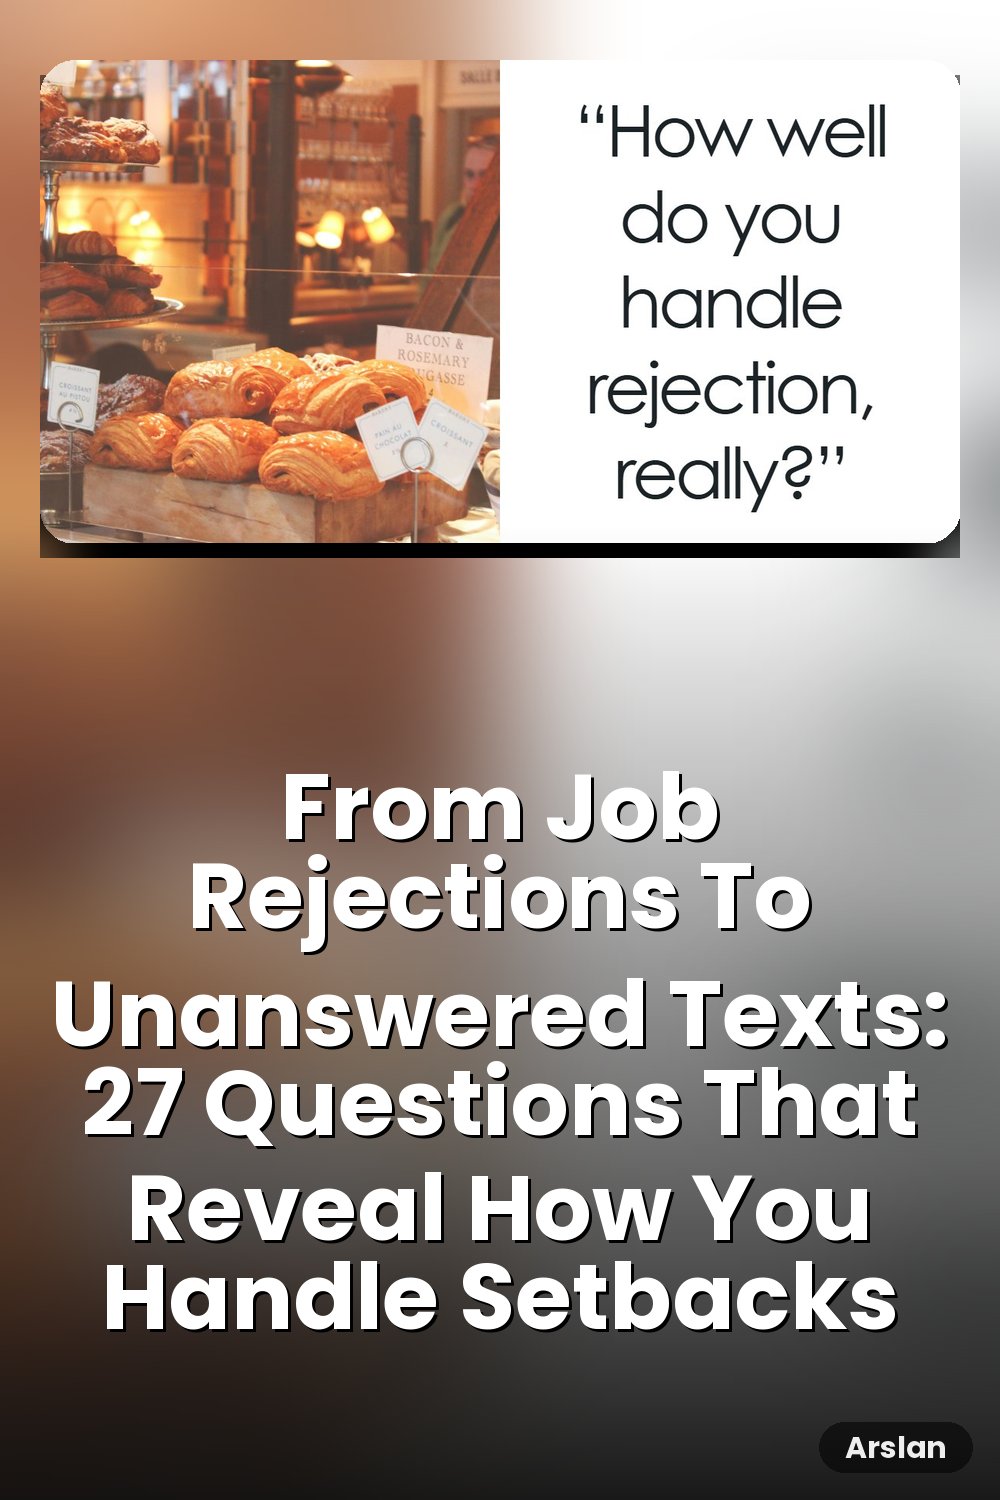 SALLE
BACON &
ROSEMARY
CROISSANT
AU PISTOU
PAIN AU
CHOCOLAT
CROISSANT
“How well
do you
handle
rejection,
really?”
From Job
Rejections To
Unanswered Texts:
27 Questions That
Reveal How You
Handle Setbacks
Arslan